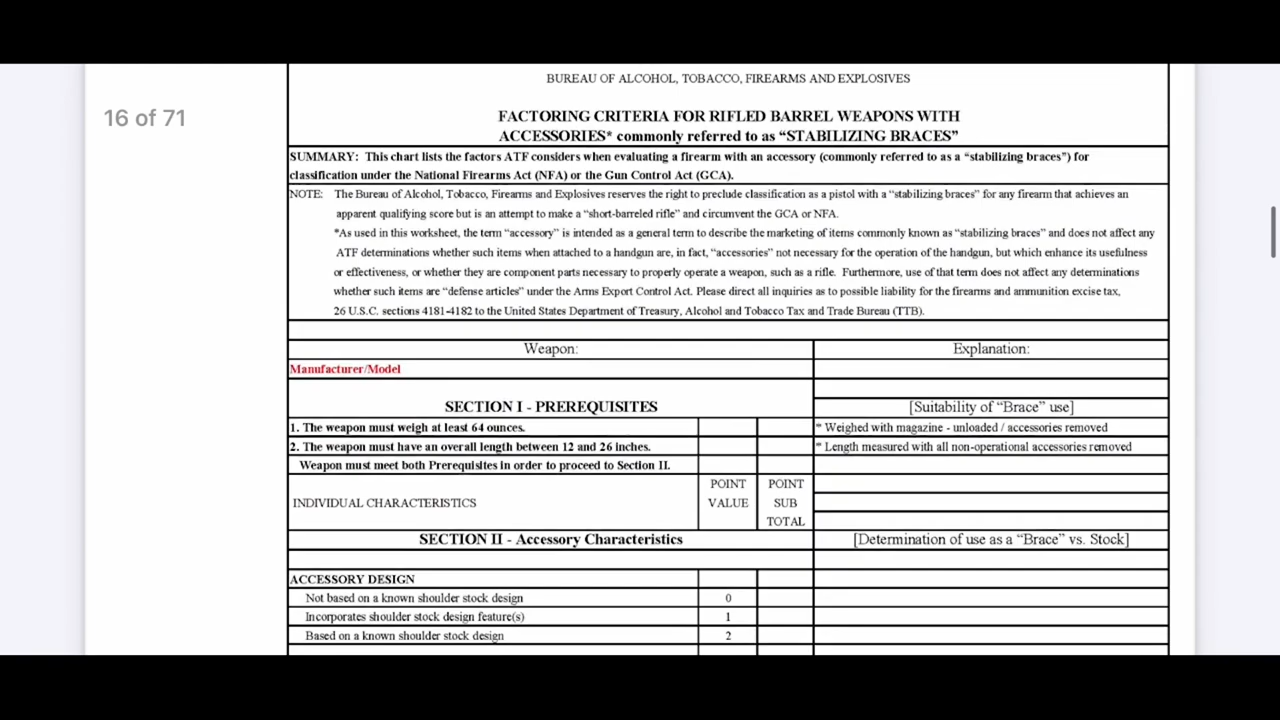 BUREAU OF ALCOHOL, TOBACCO, FIREARMS AND EXPLOSIVES
16 of 71
FACTORING CRITERIA FOR RIFLED BARREL WEAPONS WITH
ACCESSORIES* commonly referred to as “STABILIZING BRACES”
SUMMARY: This chart lists the factors ATF considers when evaluating a firearm with an accessory (commonly referred to as a “stabilizing braces”) for
classification under the National Firearms Act (NFA) or the Gun Control Act (GCA).
NOTE: The Bureau of Alcohol, Tobacco, Firearms and Explosives reserves the right to preclude classification as a pistol with a “stabilizing braces” for any firearm that achieves an
apparent qualifying score but is an attempt to make a “short-barreled rifle” and circumvent the GCA or NFA.
*As used in this worksheet, the term “accessory” is intended as a general term to describe the marketing of items commonly known as “stabilizing braces” and does not affect any
ATF determinations whether such items when attached to a handgun are, in fact, “accessories” not necessary for the operation of the handgun, but which enhance its usefulness
or effectiveness, or whether they are component parts necessary to properly operate a weapon, such as a rifle. Furthermore, use of that term does not affect any determinations
whether such items are “defense articles” under the Arms Export Control Act. Please direct all inquiries as to possible liability for the firearms and ammunition excise tax,
26 U.S.C. sections 4181-4182 to the United States Department of Treasury, Alcohol and Tobacco Tax and Trade Bureau (TTB).
Weapon: Explanation:
Manufacturer/Model
SECTION I - PREREQUISITES [Suitability of “Brace” use]
1. The weapon must weigh at least 64 ounces. * Weighed with magazine - unloaded / accessories removed
2. The weapon must have an overall length between 12 and 26 inches. * Length measured with all non-operational accessories removed
Weapon must meet both Prerequisites in order to proceed to Section II.
INDIVIDUAL CHARACTERISTICS
POINT VALUE
POINT SUB TOTAL
SECTION II - Accessory Characteristics [Determination of use as a “Brace” vs. Stock]
ACCESSORY DESIGN
Not based on a known shoulder stock design 0
Incorporates shoulder stock design feature(s) 1
Based on a known shoulder stock design 2